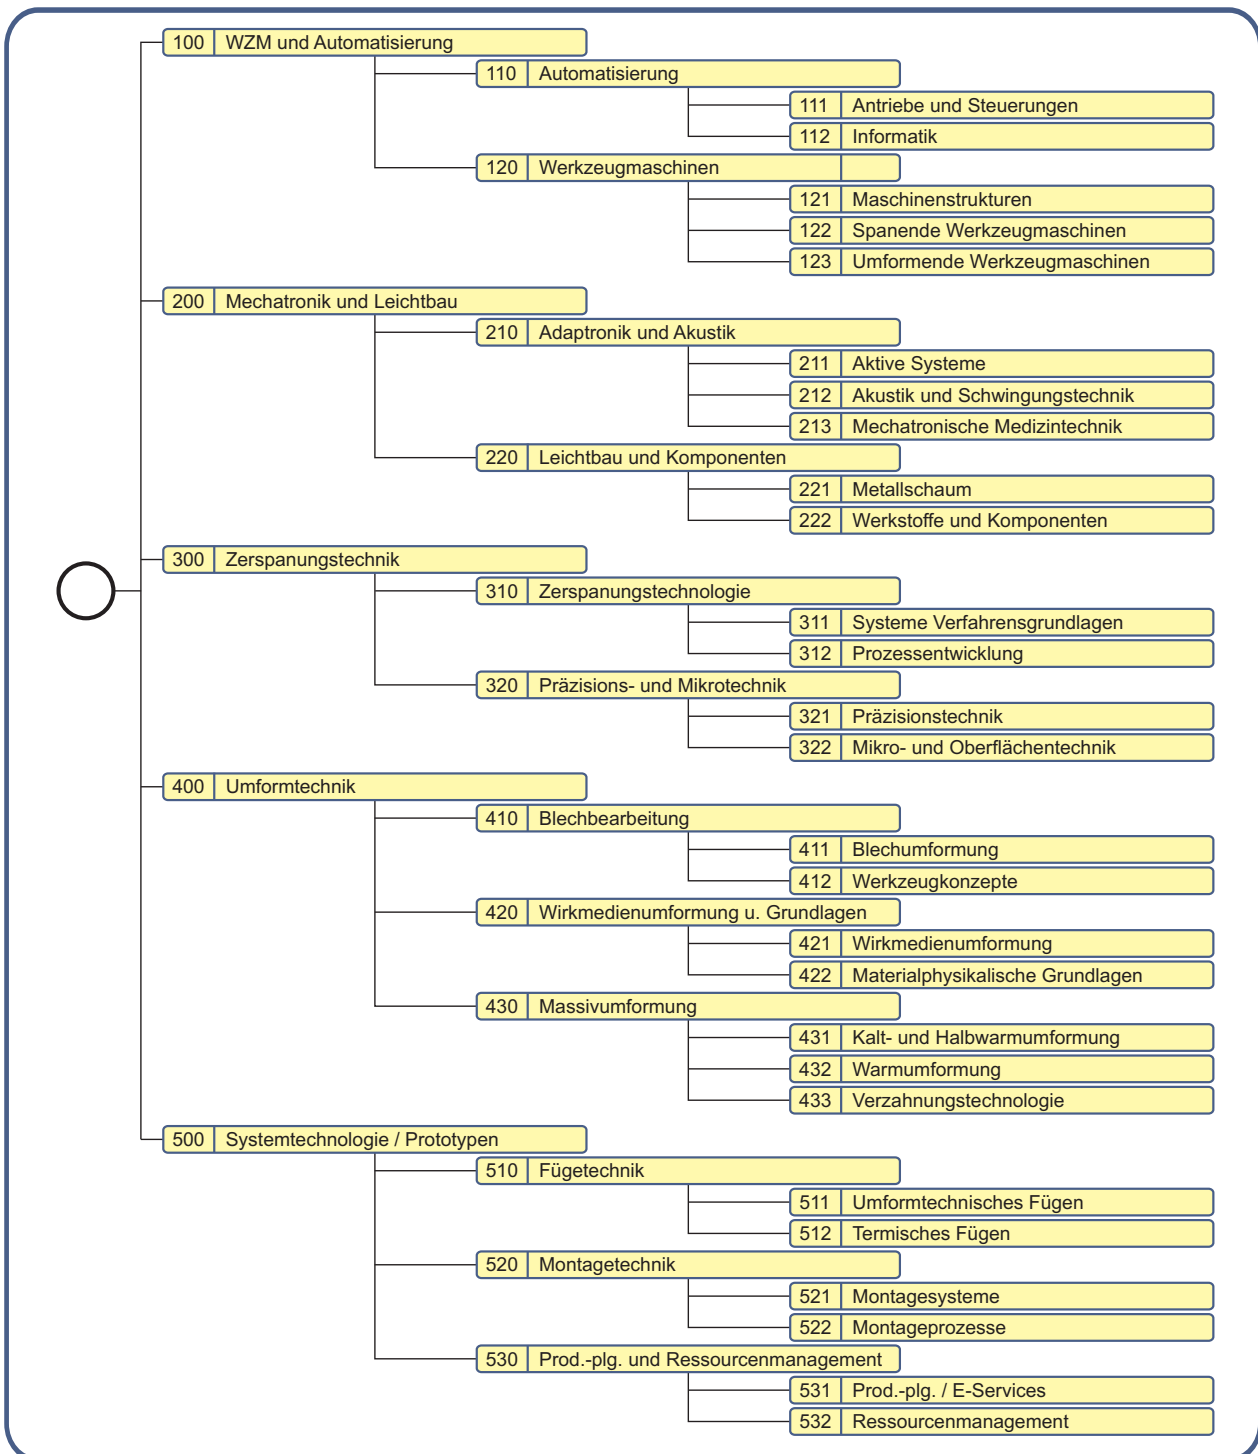 100 WZM und Automatisierung
110 Automatisierung
111 Antriebe und Steuerungen
112 Informatik
120 Werkzeugmaschinen
121 Maschinenstrukturen
122 Spanende Werkzeugmaschinen
123 Umformende Werkzeugmaschinen
200 Mechatronik und Leichtbau
210 Adaptronik und Akustik
211 Aktive Systeme
212 Akustik und Schwingungstechnik
213 Mechatronische Medizintechnik
220 Leichtbau und Komponenten
221 Metallschaum
222 Werkstoffe und Komponenten
300 Zerspanungstechnik
310 Zerspanungstechnologie
311 Systeme Verfahrensgrundlagen
312 Prozessentwicklung
320 Präzisions- und Mikrotechnik
321 Präzisionstechnik
322 Mikro- und Oberflächentechnik
400 Umformtechnik
410 Blechbearbeitung
411 Blechumformung
412 Werkzeugkonzepte
420 Wirkmedienumformung u. Grundlagen
421 Wirkmedienumformung
422 Materialphysikalische Grundlagen
430 Massivumformung
431 Kalt- und Halbwarmumformung
432 Warmumformung
433 Verzahnungstechnologie
500 Systemtechnologie / Prototypen
510 Fügetechnik
511 Umformtechnisches Fügen
512 Termisches Fügen
520 Montagetechnik
521 Montagesysteme
522 Montageprozesse
530 Prod.-plg. und Ressourcenmanagement
531 Prod.-plg. / E-Services
532 Ressourcenmanagement